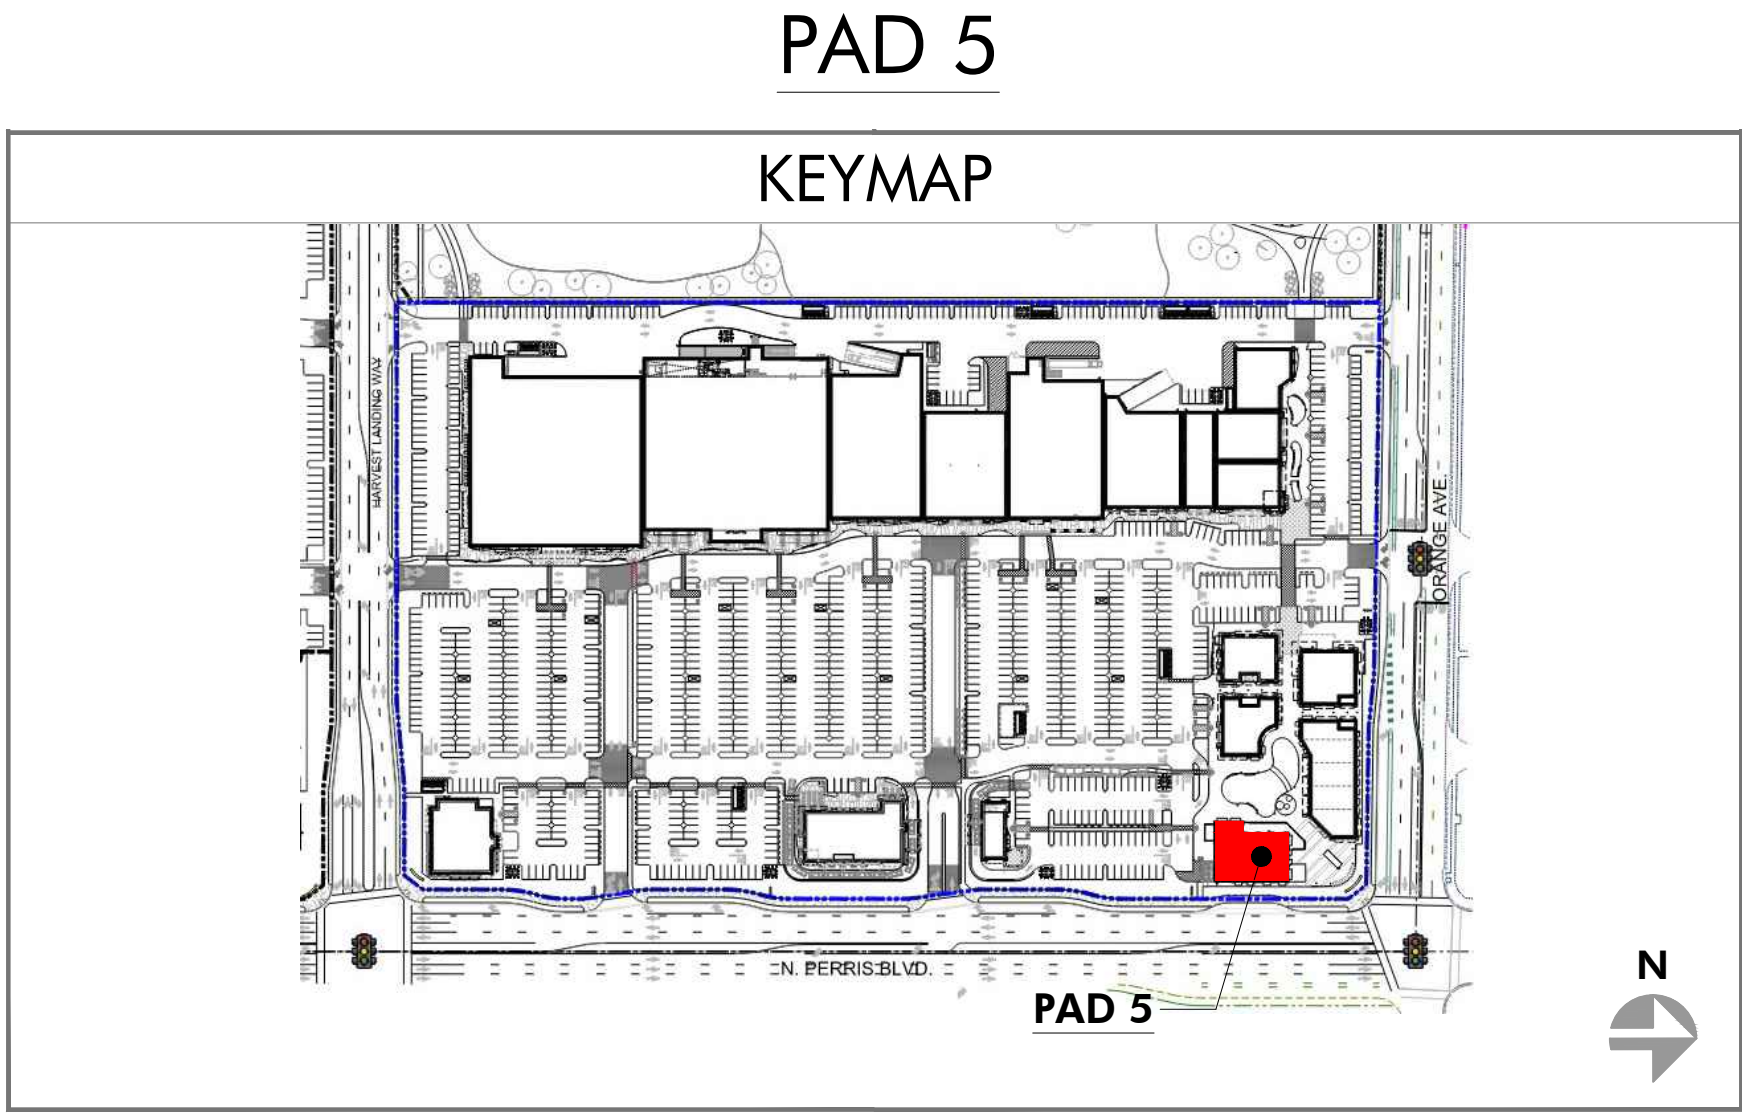 PAD 5
KEYMAP
HARVEST LANDING WAY
ORANGE AVE.
N. PERRIS BLVD.
PAD 5
N